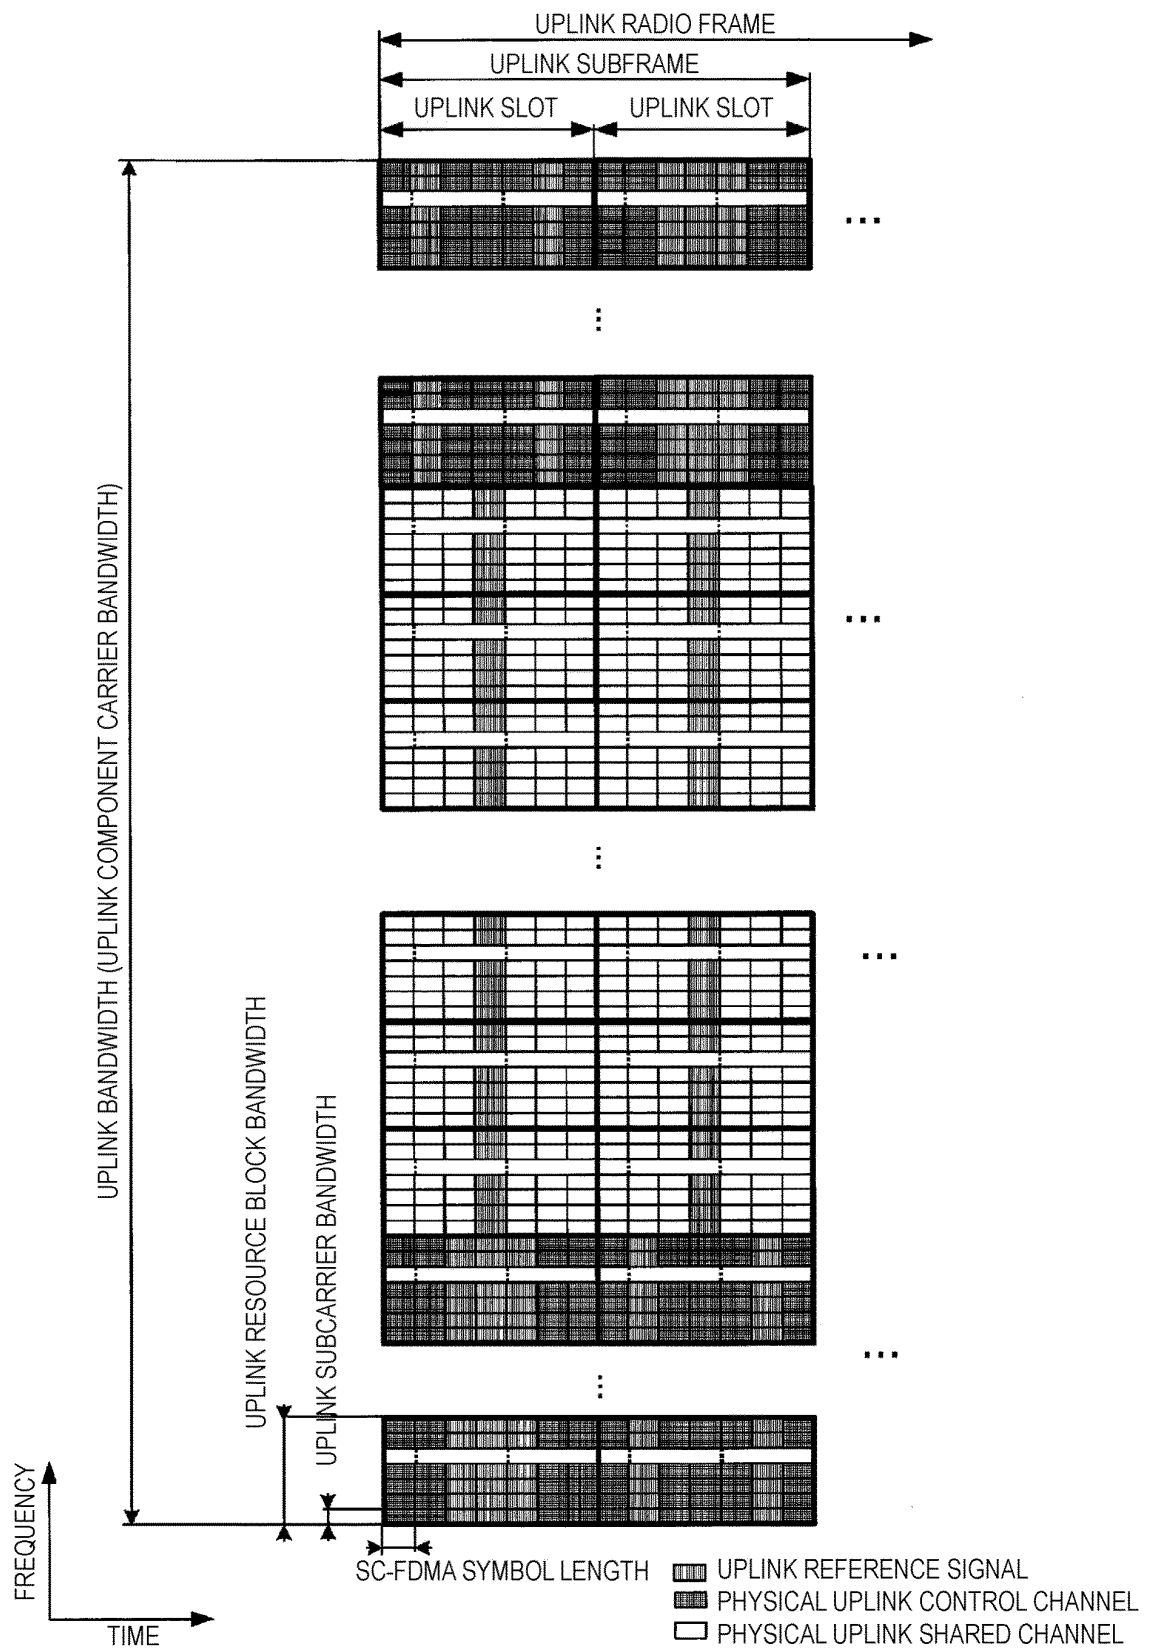 UPLINK RADIO FRAME
UPLINK SUBFRAME
UPLINK SLOT
UPLINK SLOT
UPLINK BANDWIDTH (UPLINK COMPONENT CARRIER BANDWIDTH)
UPLINK RESOURCE BLOCK BANDWIDTH
UPLINK SUBCARRIER BANDWIDTH
FREQUENCY
TIME
SC-FDMA SYMBOL LENGTH
UPLINK REFERENCE SIGNAL
PHYSICAL UPLINK CONTROL CHANNEL
PHYSICAL UPLINK SHARED CHANNEL